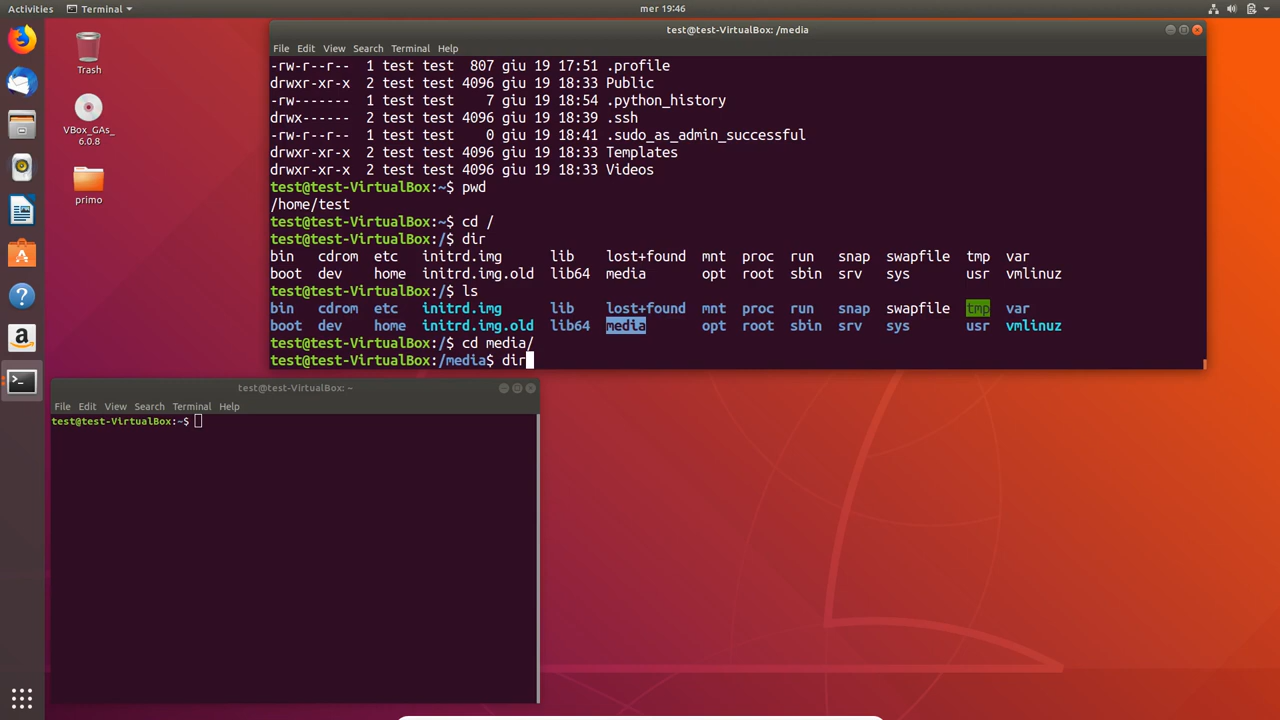 Activities Terminal mer 19:46
Trash
VBox_GAs_
6.0.8
primo
test@test-VirtualBox: /media
File Edit View Search Terminal Help
-rw-r--r-- 1 test test 807 giu 19 17:51 .profile
drwxr-xr-x 2 test test 4096 giu 19 18:33 Public
-rw------- 1 test test 7 giu 19 18:54 .python_history
drwx------ 2 test test 4096 giu 19 18:39 .ssh
-rw-r--r-- 1 test test 0 giu 19 18:41 .sudo_as_admin_successful
drwxr-xr-x 2 test test 4096 giu 19 18:33 Templates
drwxr-xr-x 2 test test 4096 giu 19 18:33 Videos
test@test-VirtualBox:~$ pwd
/home/test
test@test-VirtualBox:~$ cd /
test@test-VirtualBox:/$ dir
bin cdrom etc initrd.img lib lost+found mnt proc run snap swapfile tmp var
boot dev home initrd.img.old lib64 media opt root sbin srv sys usr vmlinuz
test@test-VirtualBox:/$ ls
bin cdrom etc initrd.img lib lost+found mnt proc run snap swapfile tmp var
boot dev home initrd.img.old lib64 media opt root sbin srv sys usr vmlinuz
test@test-VirtualBox:/$ cd media/
test@test-VirtualBox:/media$ dir
test@test-VirtualBox: ~
File Edit View Search Terminal Help
test@test-VirtualBox:~$